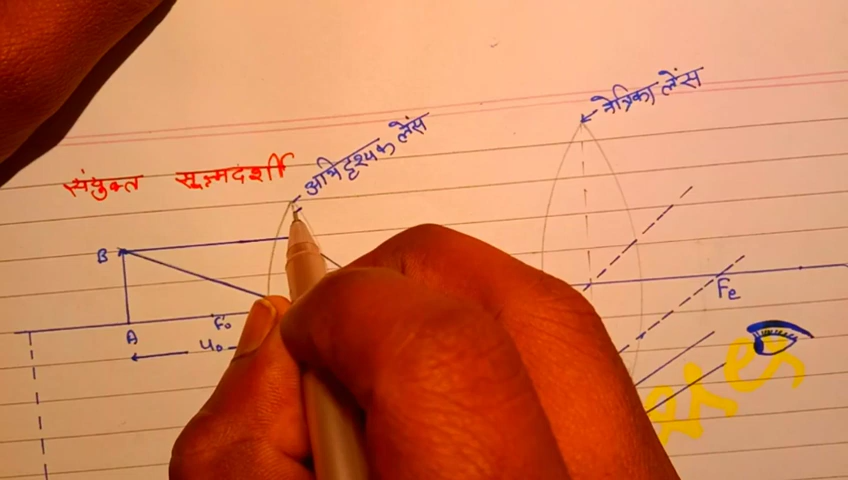 नेत्रिका लेंस
अभिदृश्यक लेंस
संयुक्त सूक्ष्मदर्शी
B
Fe
A
Fo
uo